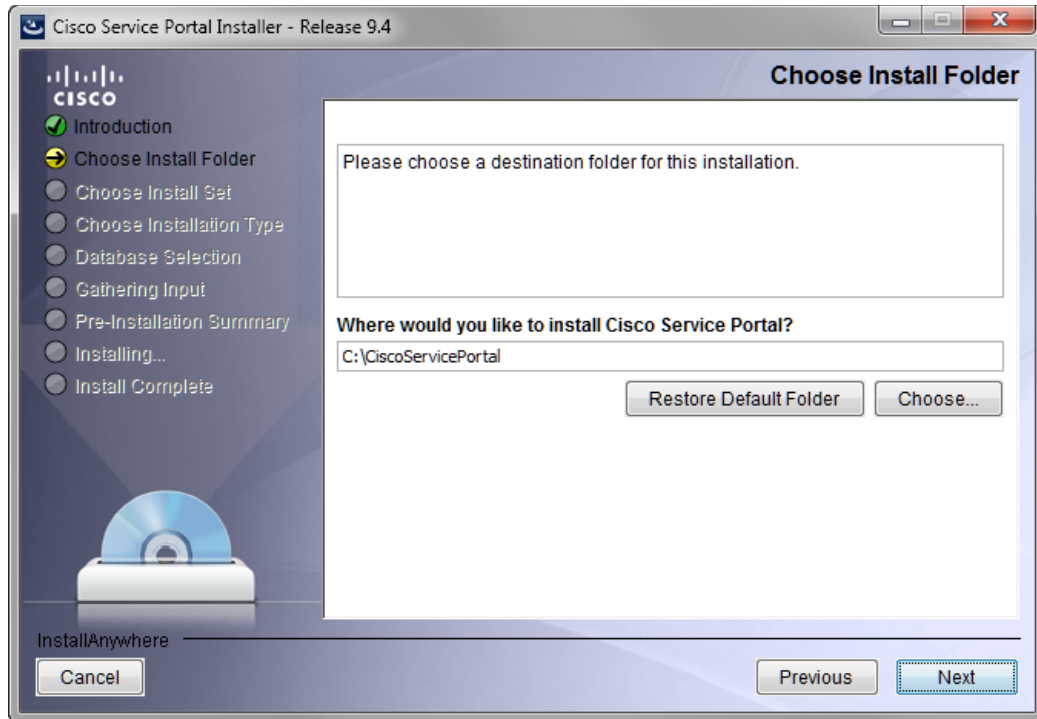 Cisco Service Portal Installer - Release 9.4
CISCO
Choose Install Folder
Introduction
Choose Install Folder
Choose Install Set
Choose Installation Type
Database Selection
Gathering Input
Pre-Installation Summary
Installing...
Install Complete
Please choose a destination folder for this installation.
Where would you like to install Cisco Service Portal?
C:\CiscoServicePortal
Restore Default Folder
Choose...
InstallAnywhere
Cancel
Previous
Next